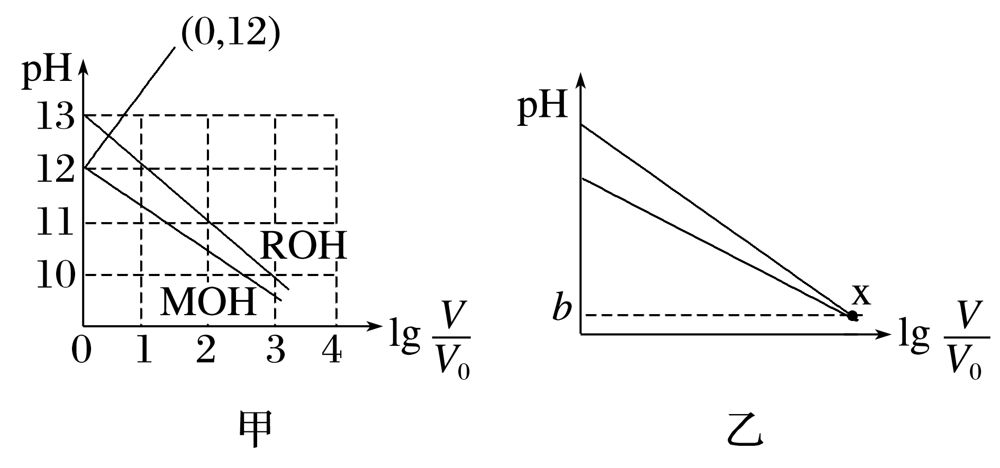 (0,12)
pH
13
12
11
10
ROH
MOH
0 1 2 3 4
lg V/V₀
甲
pH
b
x
lg V/V₀
乙